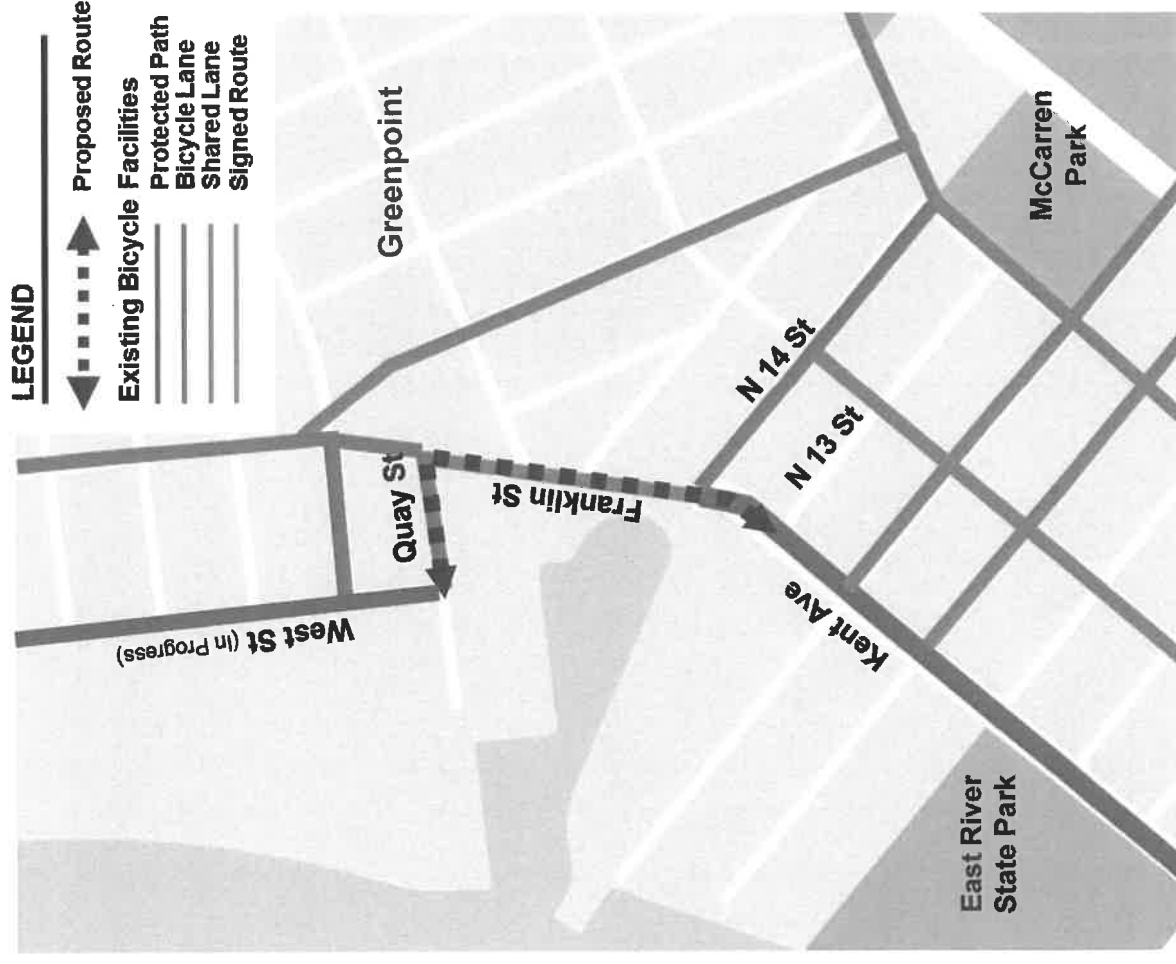 LEGEND
Proposed Route
Existing Bicycle Facilities
Protected Path
Bicycle Lane
Shared Lane
Signed Route
Greenpoint
West St (In Progress)
Quay St
Franklin St
N 14 St
N 13 St
Kent Ave
McCarren
Park
East River
State Park